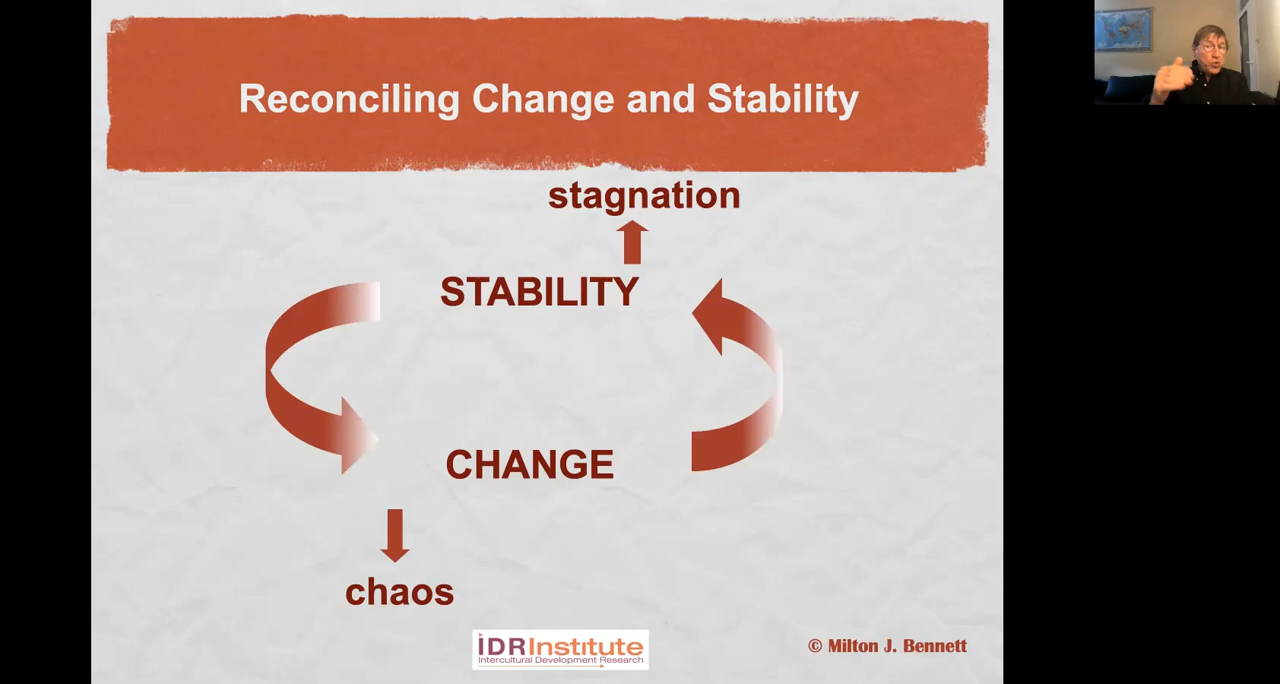 Reconciling Change and Stability
stagnation
STABILITY
CHANGE
chaos
IDRInstitute
Intercultural Development Research
© Milton J. Bennett